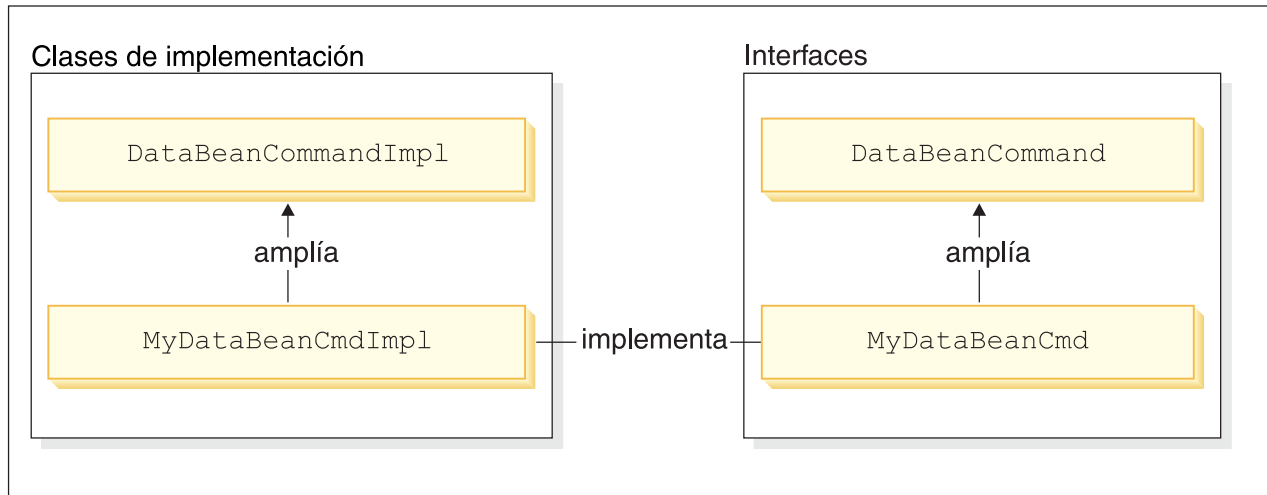 Clases de implementación
Interfaces
DataBeanCommandImpl
DataBeanCommand
amplía
amplía
MyDataBeanCmdImpl
implementa
MyDataBeanCmd